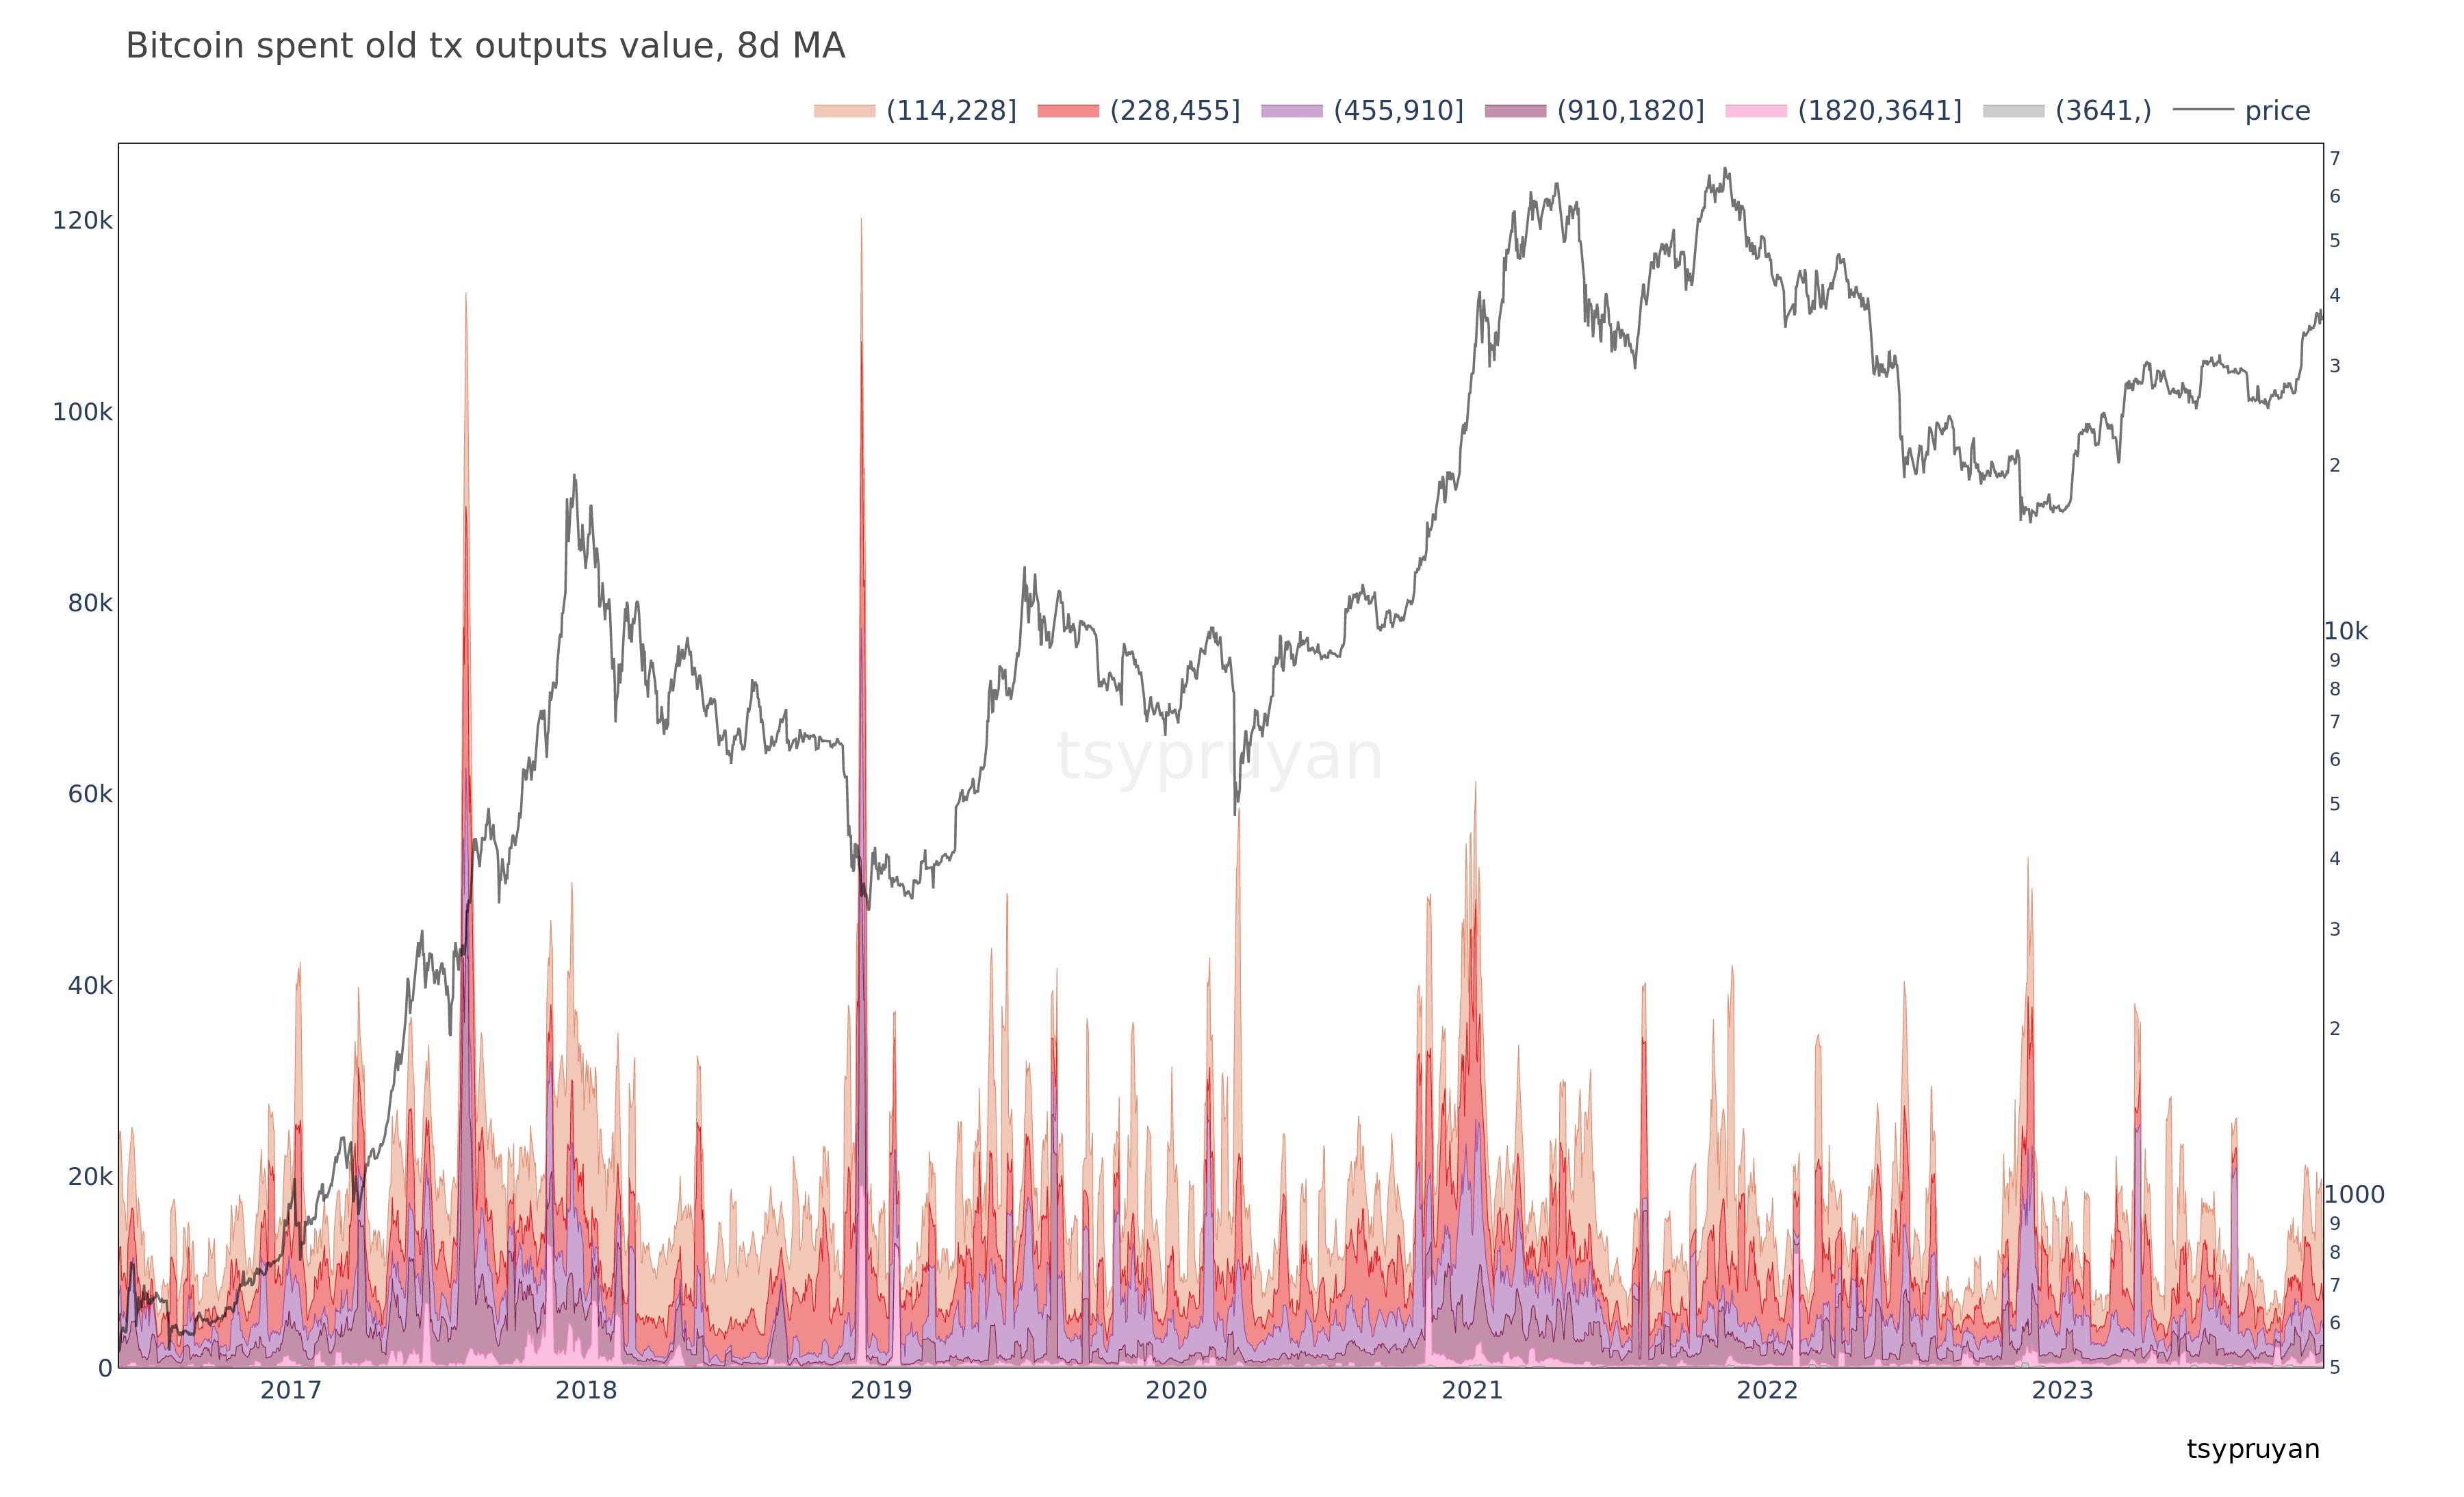 Bitcoin spent old tx outputs value, 8d MA
(114,228] (228,455] (455,910] (910,1820] (1820,3641] (3641,) price
120k
100k
80k
60k
40k
20k
0
7
6
5
4
3
2
10k
9
8
7
6
5
4
3
2
1000
9
8
7
6
5
tsypruyan
2017 2018 2019 2020 2021 2022 2023
tsypruyan